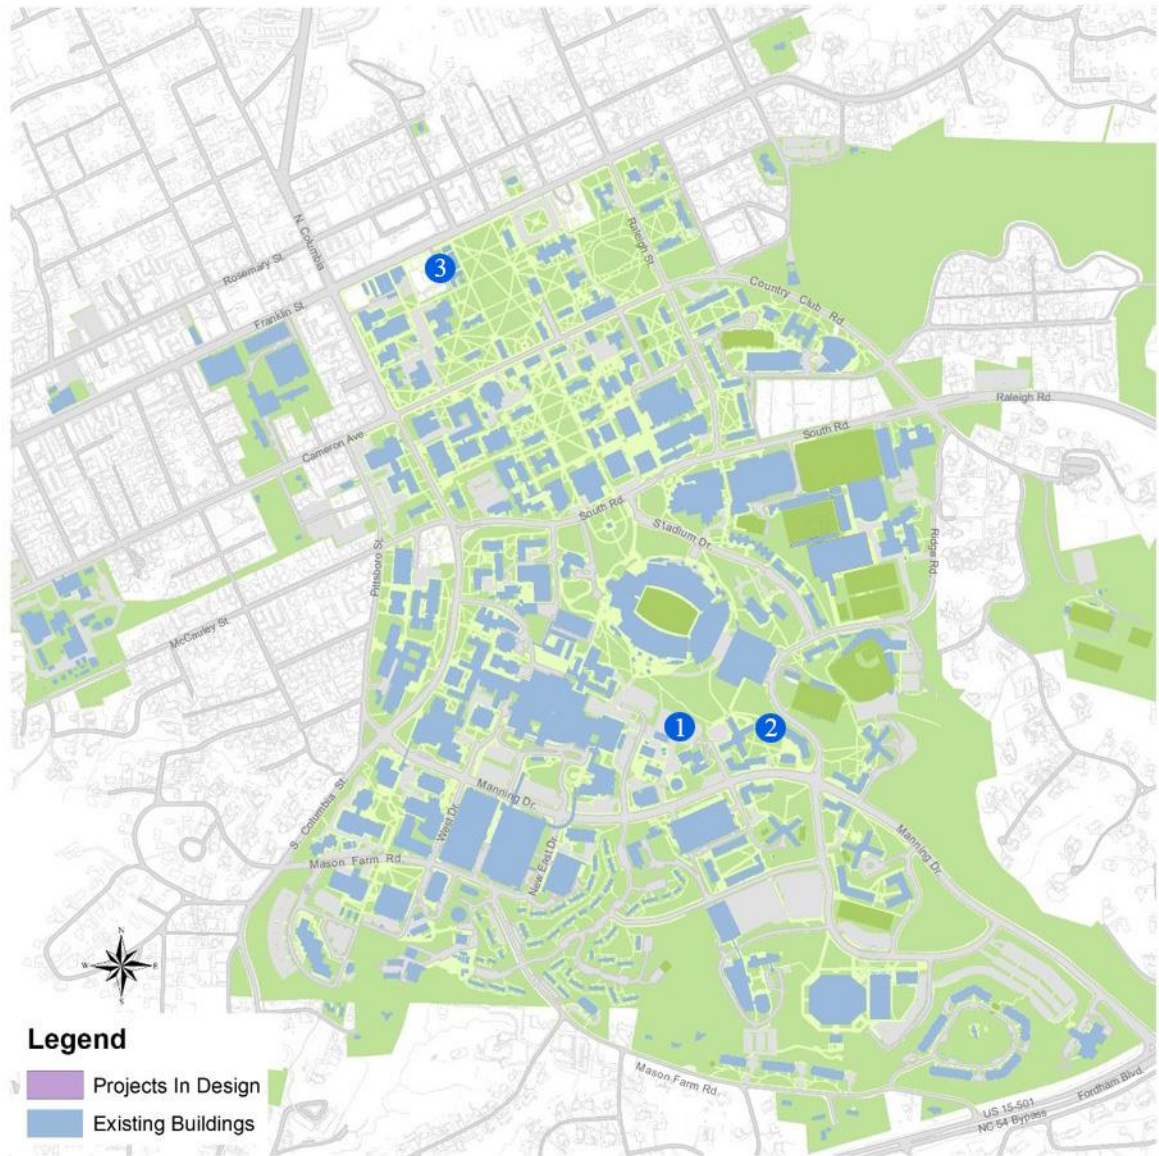 Rosemary St.
N. Columbia
Franklin St.
3
Raleigh St.
Country Club Rd
Raleigh Rd.
South Rd.
Cameron Ave.
South Rd.
Stadium Dr.
Ridge Rd.
Pittsboro St.
McCauley St.
1
2
S. Columbia St.
Manning Dr.
West Dr.
New East Dr.
Manning Dr.
Mason Farm Rd
N
W
E
S
Legend
Projects In Design
Existing Buildings
Mason Farm Rd.
US 15-501
NC 54 Bypass
Fordham Blvd.